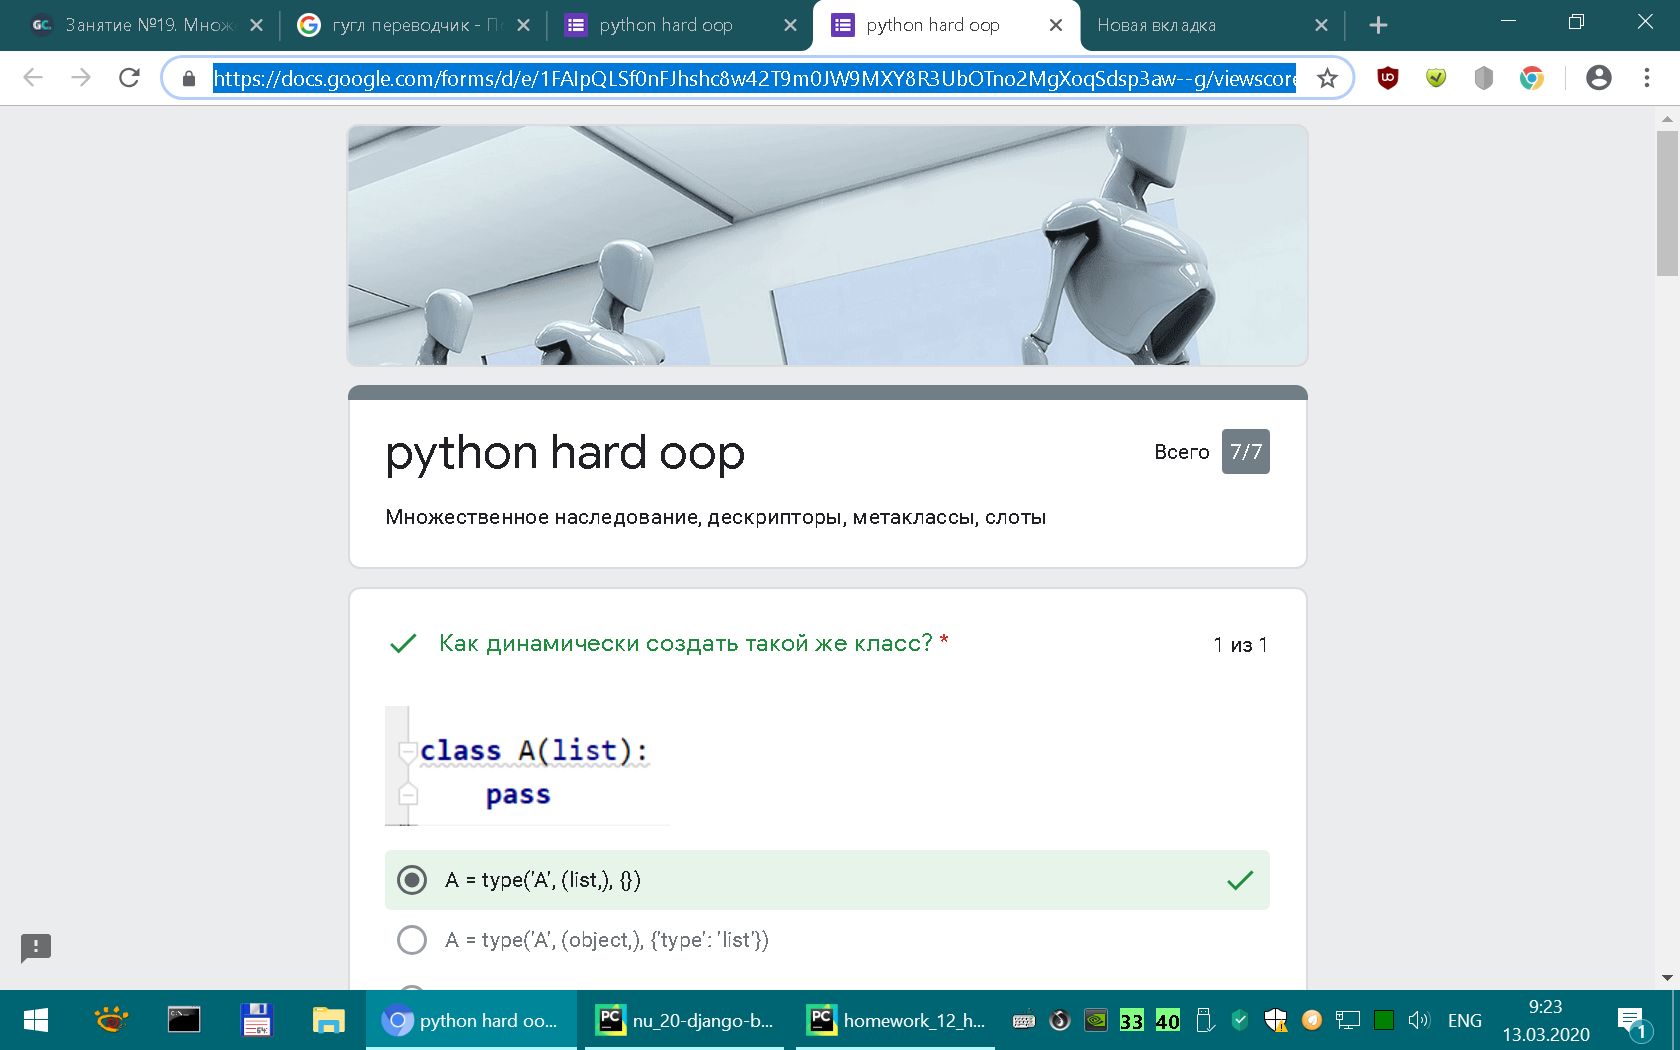 GC. Занятие №19. Множ
гугл переводчик - По
python hard oop
python hard oop
Новая вкладка
https://docs.google.com/forms/d/e/1FAIpQLSf0nFJhshc8w42T9m0JW9MXY8R3UbOTno2MgXoqSdsp3aw--g/viewscore
python hard oop
Всего 7/7
Множественное наследование, дескрипторы, метаклассы, слоты
Как динамически создать такой же класс? *
1 из 1
class A(list):
pass
A = type('A', (list,), {})
A = type('A', (object,), {'type': 'list'})
python hard oo...
nu_20-django-b...
homework_12_h...
33
40
ENG
9:23
13.03.2020
1